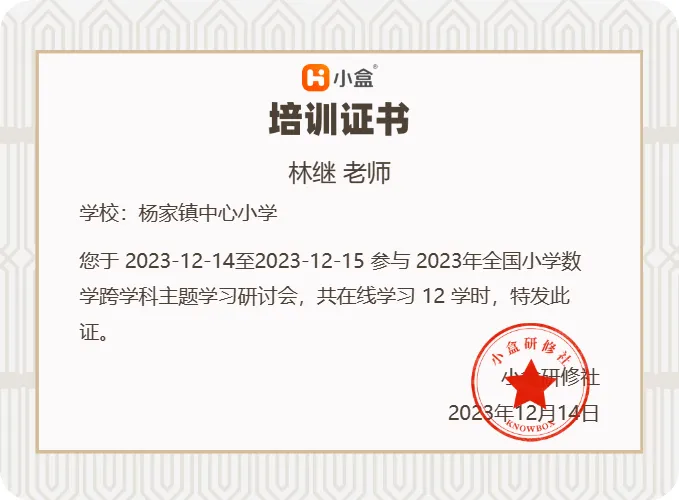 小盒®
培训证书
林继 老师
学校：杨家镇中心小学
您于 2023-12-14至2023-12-15 参与 2023年全国小学数
学跨学科主题学习研讨会，共在线学习 12 学时，特发此
证。
小盒研修社
小盒研修社
2023年12月14日
KNOWBOX